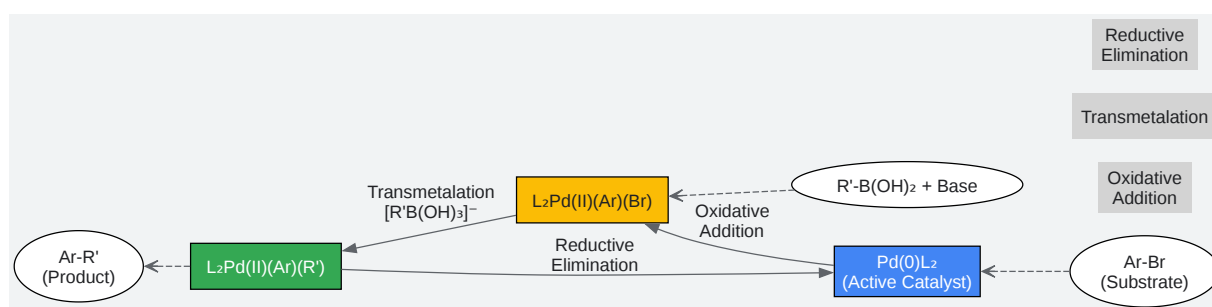 Reductive
Elimination
Transmetalation
Oxidative
Addition
R'-B(OH)₂ + Base
Transmetalation
[R'B(OH)₃]⁻
L₂Pd(II)(Ar)(Br)
Oxidative
Addition
Reductive
Elimination
Ar-R'
(Product)
L₂Pd(II)(Ar)(R')
Pd(0)L₂
(Active Catalyst)
Ar-Br
(Substrate)